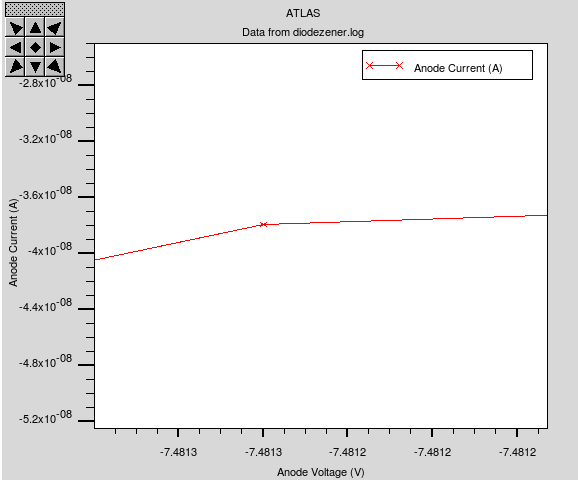 ATLAS
Data from diodezener.log
Anode Current (A)
-2.8x10-08
-3.2x10-08
-3.6x10-08
-4x10-08
-4.4x10-08
-4.8x10-08
-5.2x10-08
Anode Current (A)
-7.4813 -7.4813 -7.4812 -7.4812 -7.4812
Anode Voltage (V)